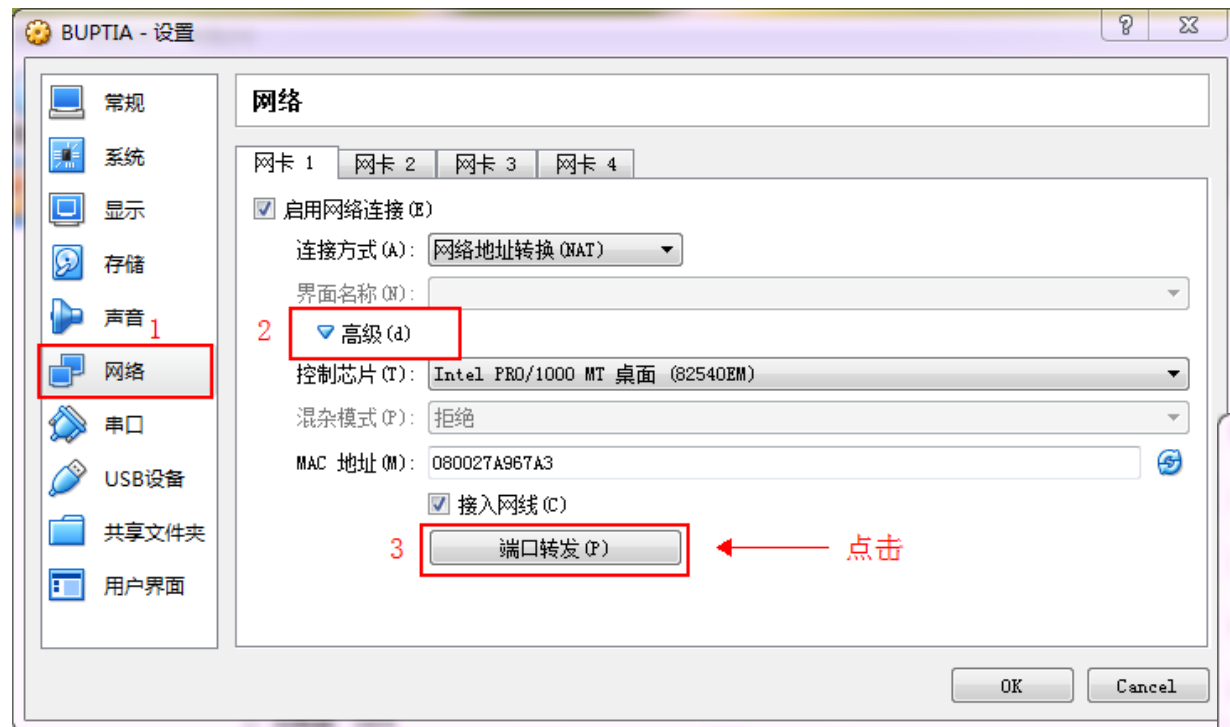 BUPTIA - 设置
常规
系统
显示
存储
声音
1
网络
串口
USB设备
共享文件夹
用户界面
网络
网卡 1
网卡 2
网卡 3
网卡 4
启用网络连接(E)
连接方式(A): 网络地址转换(NAT)
界面名称(N):
2
高级(d)
控制芯片(T): Intel PRO/1000 MT 桌面 (82540EM)
混杂模式(P): 拒绝
MAC 地址(M): 080027A967A3
接入网线(C)
3
端口转发(P)
点击
OK
Cancel